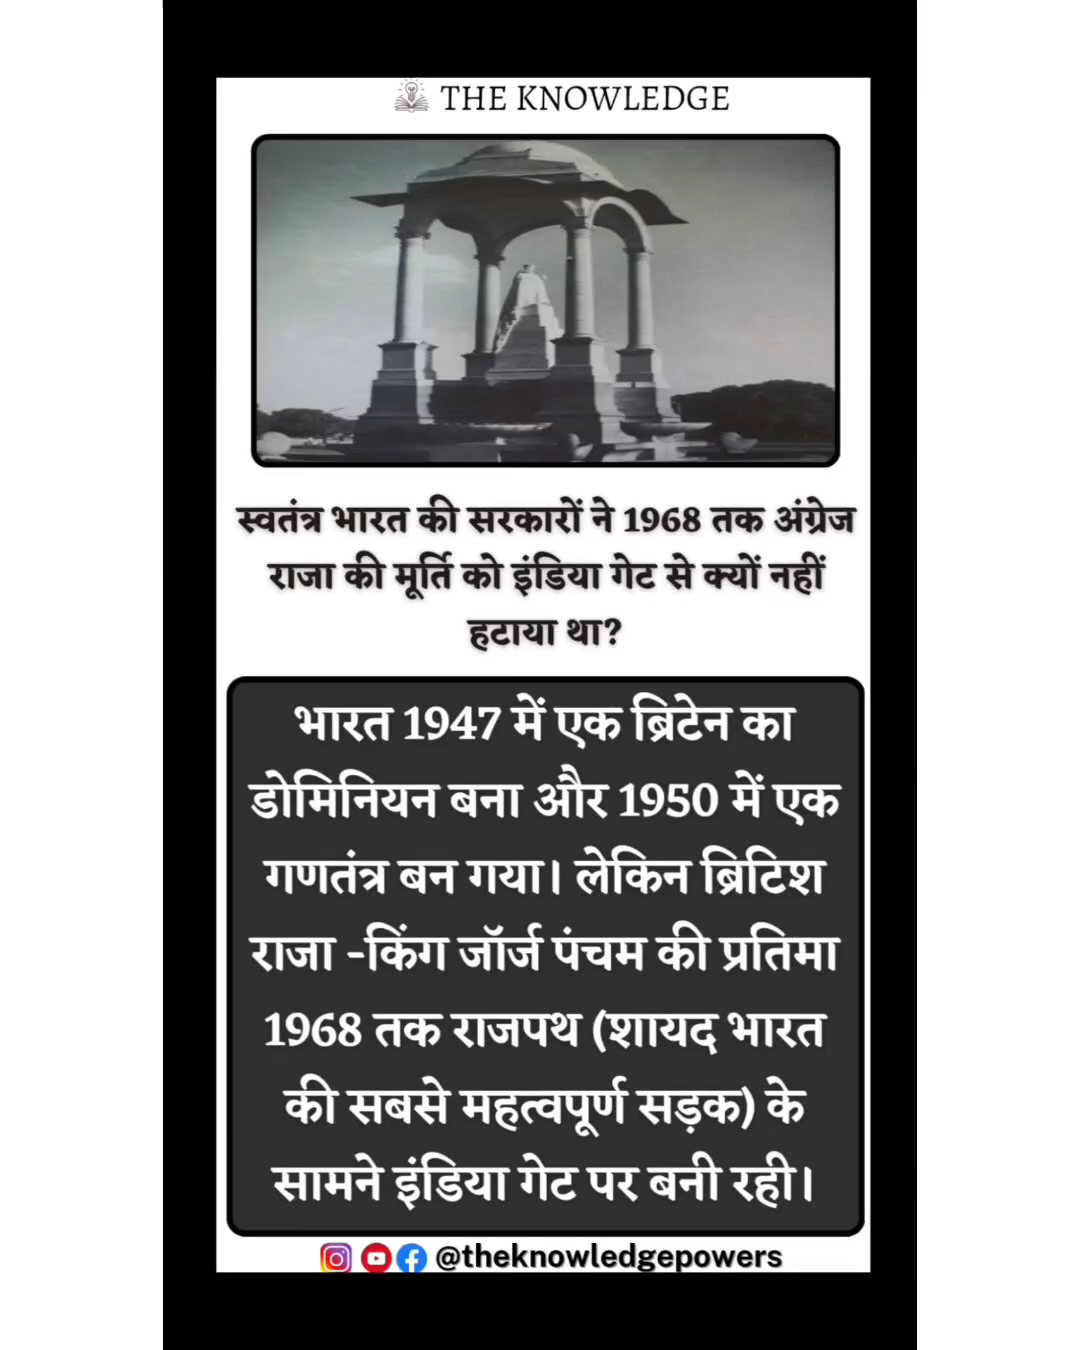 THE KNOWLEDGE
स्वतंत्र भारत की सरकारों ने 1968 तक अंग्रेज
राजा की मूर्ति को इंडिया गेट से क्यों नहीं
हटाया था?
भारत 1947 में एक ब्रिटेन का
डोमिनियन बना और 1950 में एक
गणतंत्र बन गया। लेकिन ब्रिटिश
राजा -किंग जॉर्ज पंचम की प्रतिमा
1968 तक राजपथ (शायद भारत
की सबसे महत्वपूर्ण सड़क) के
सामने इंडिया गेट पर बनी रही।
@theknowledgepowers